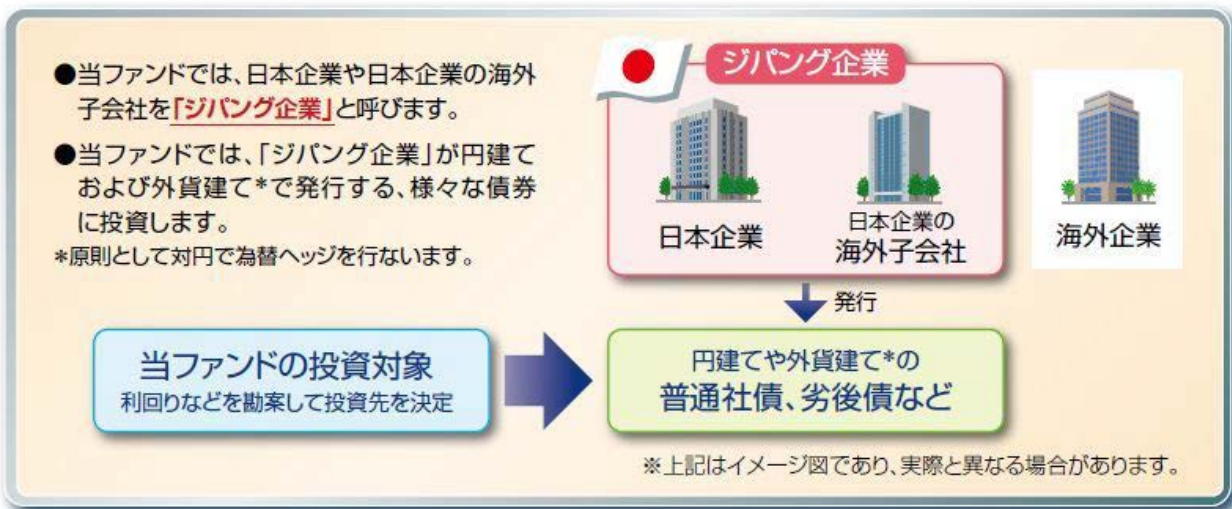 ●当ファンドでは、日本企業や日本企業の海外
子会社を「ジパング企業」と呼びます。
●当ファンドでは、「ジパング企業」が円建て
および外貨建て*で発行する、様々な債券
に投資します。
*原則として対円で為替ヘッジを行ないます。
ジパング企業
日本企業
日本企業の
海外子会社
海外企業
発行
当ファンドの投資対象
利回りなどを勘案して投資先を決定
円建てや外貨建て*の
普通社債、劣後債など
※上記はイメージ図であり、実際と異なる場合があります。